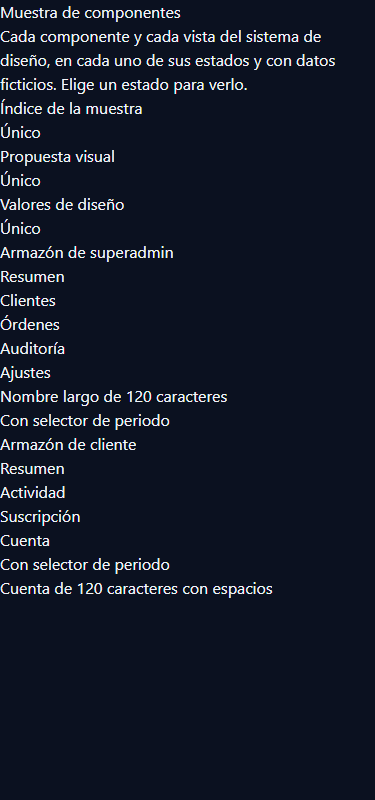 Muestra de componentes
Cada componente y cada vista del sistema de
diseño, en cada uno de sus estados y con datos
ficticios. Elige un estado para verlo.
Índice de la muestra
Único
Propuesta visual
Único
Valores de diseño
Único
Armazón de superadmin
Resumen
Clientes
Órdenes
Auditoría
Ajustes
Nombre largo de 120 caracteres
Con selector de periodo
Armazón de cliente
Resumen
Actividad
Suscripción
Cuenta
Con selector de periodo
Cuenta de 120 caracteres con espacios